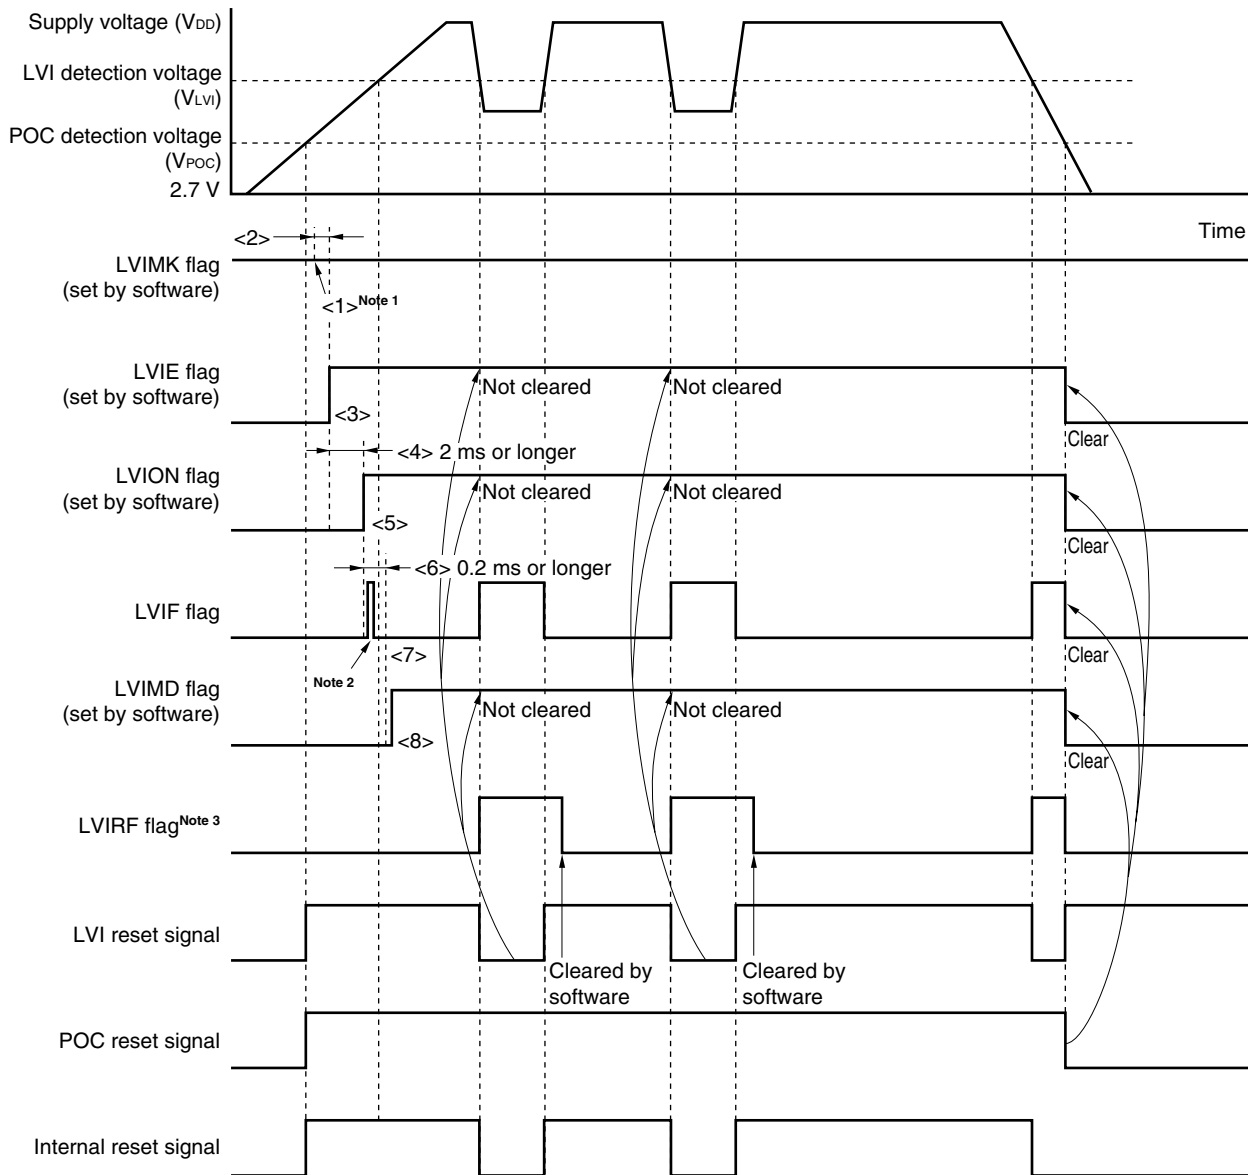 Supply voltage (VDD)
LVI detection voltage
(VLVI)
POC detection voltage
(VPOC)
2.7 V
Time
<2>
LVIMK flag
(set by software)
<1>Note 1
LVIE flag
(set by software)
Not cleared
Not cleared
<3>
Clear
<4> 2 ms or longer
LVION flag
(set by software)
Not cleared
Not cleared
<5>
Clear
<6> 0.2 ms or longer
LVIF flag
<7>
Clear
Note 2
LVIMD flag
(set by software)
Not cleared
Not cleared
<8>
Clear
LVIRF flagNote 3
LVI reset signal
Cleared by
software
Cleared by
software
POC reset signal
Internal reset signal